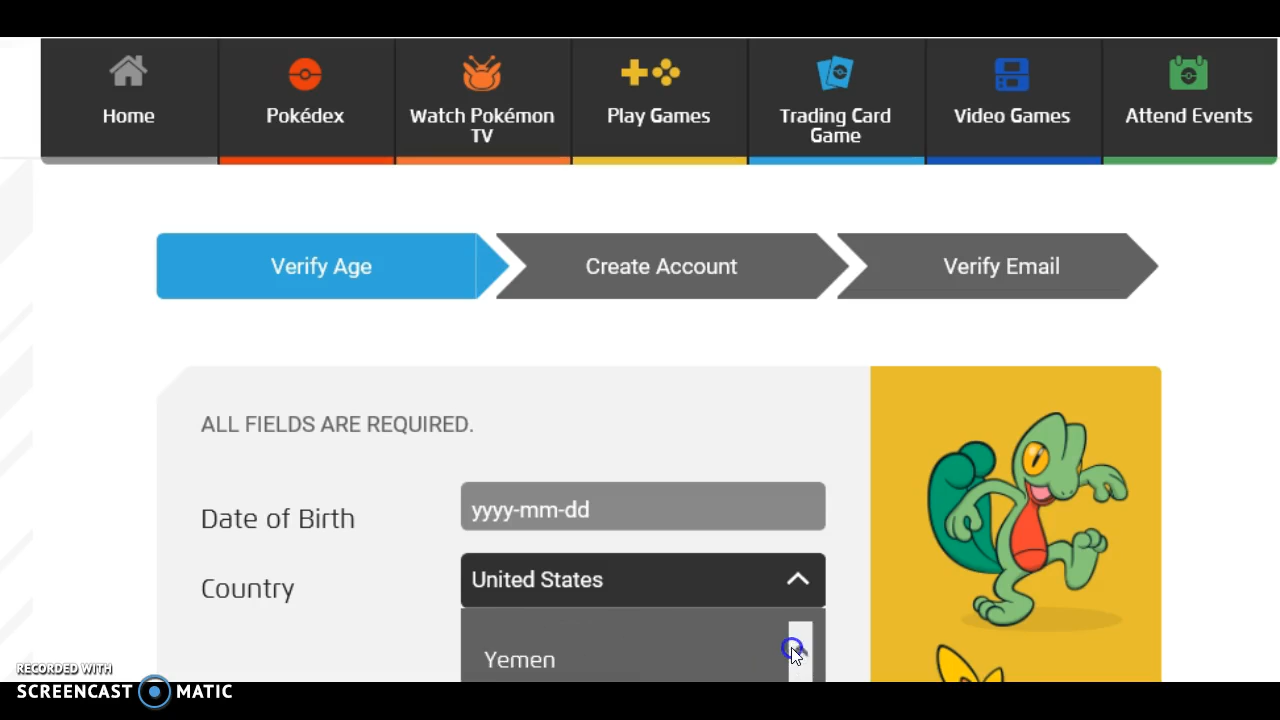 Home
Pokédex
Watch Pokémon
TV
Play Games
Trading Card
Game
Video Games
Attend Events
Verify Age
Create Account
Verify Email
ALL FIELDS ARE REQUIRED.
Date of Birth
yyyy-mm-dd
Country
United States
Yemen
RECORDED WITH
SCREENCAST MATIC